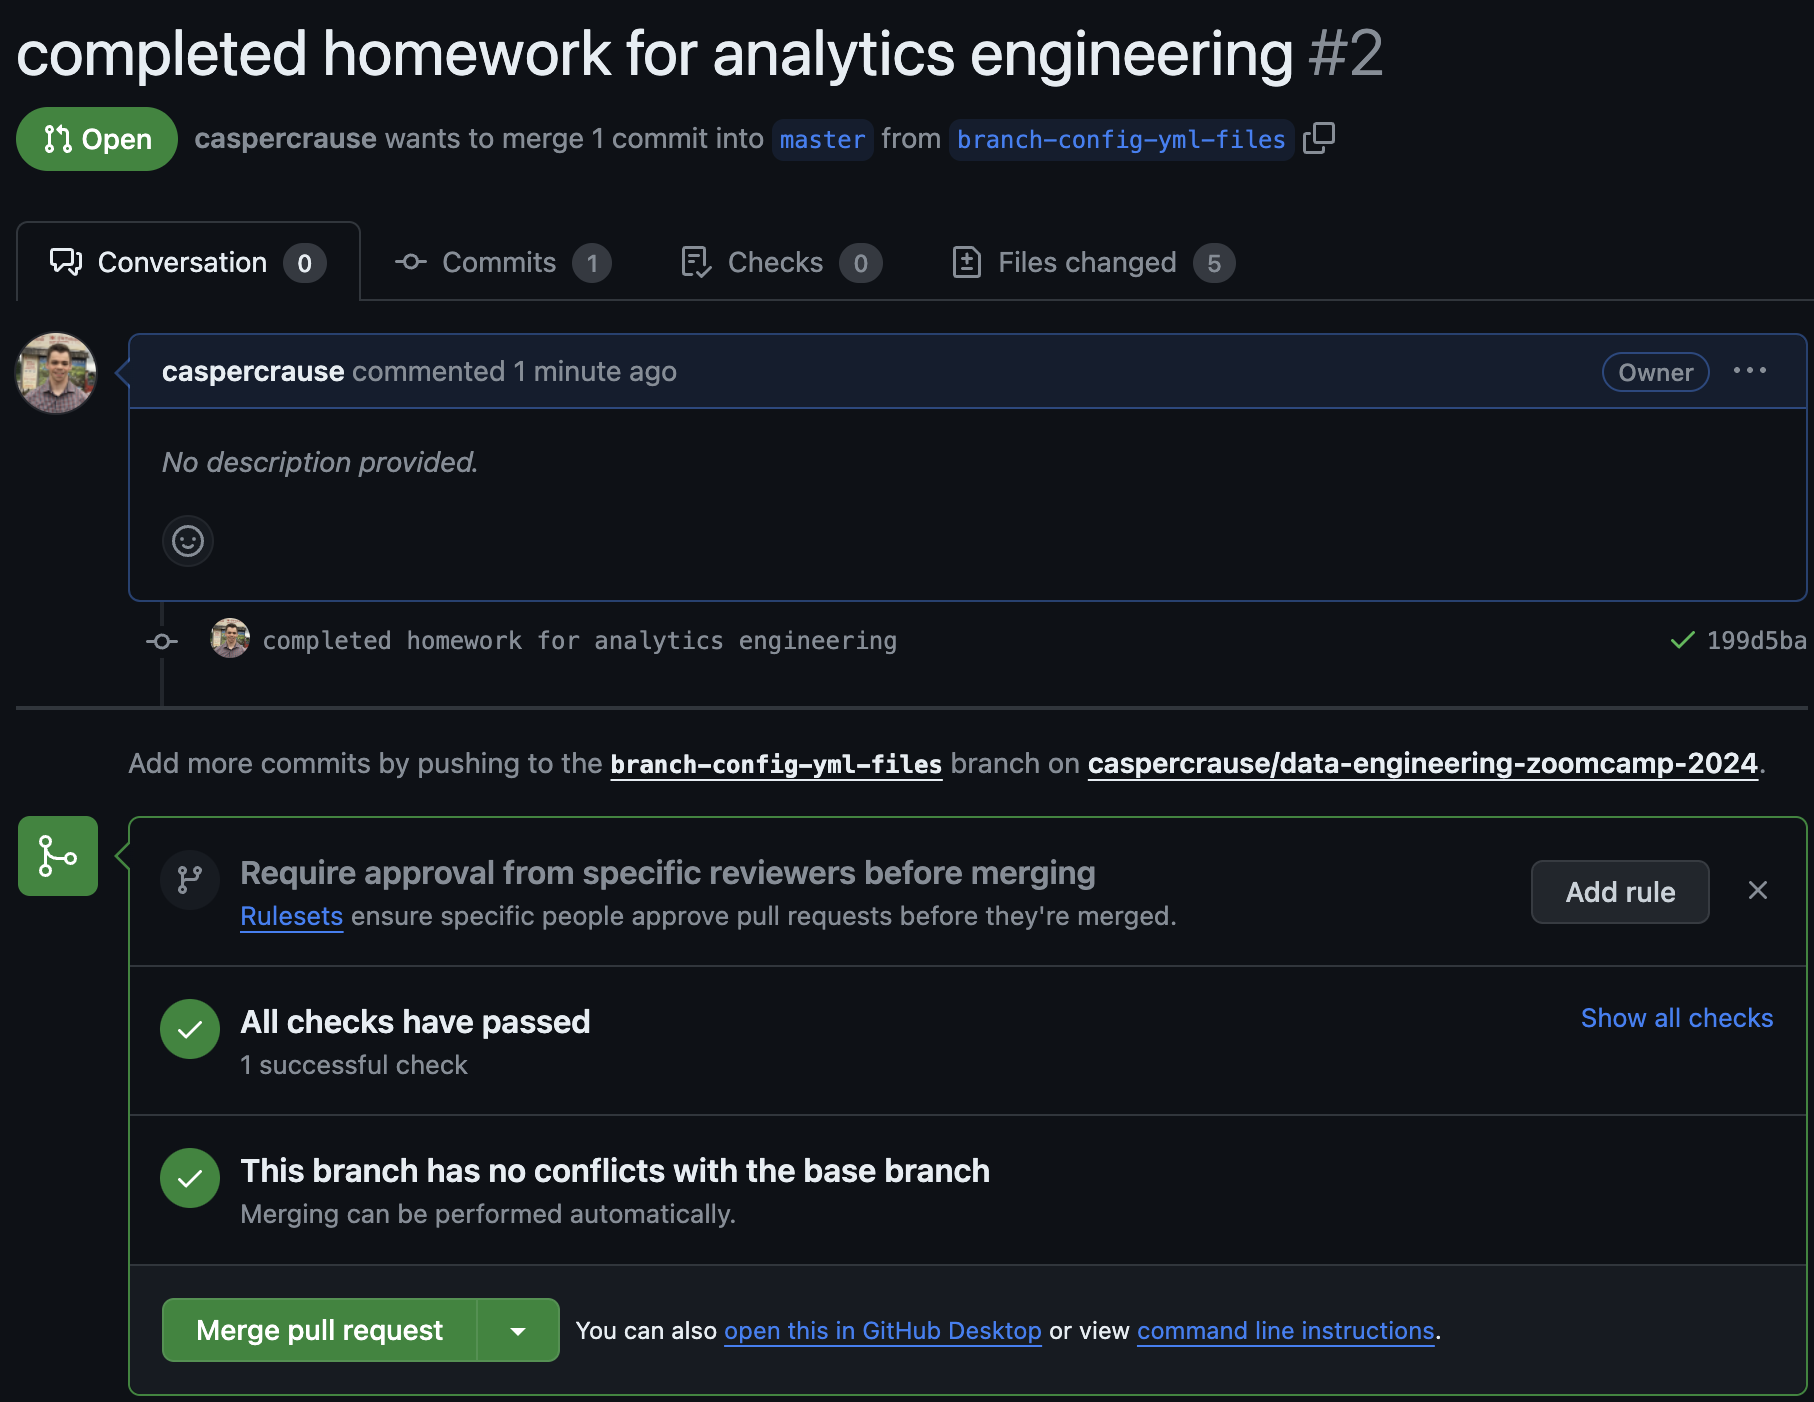 completed homework for analytics engineering #2
Open caspercrause wants to merge 1 commit into master from branch-config-yml-files
Conversation 0 Commits 1 Checks 0 Files changed 5
caspercrause commented 1 minute ago Owner
No description provided.
completed homework for analytics engineering 199d5ba
Add more commits by pushing to the branch-config-yml-files branch on caspercrause/data-engineering-zoomcamp-2024.
Require approval from specific reviewers before merging
Rulesets ensure specific people approve pull requests before they're merged.
Add rule
All checks have passed
1 successful check
Show all checks
This branch has no conflicts with the base branch
Merging can be performed automatically.
Merge pull request You can also open this in GitHub Desktop or view command line instructions.